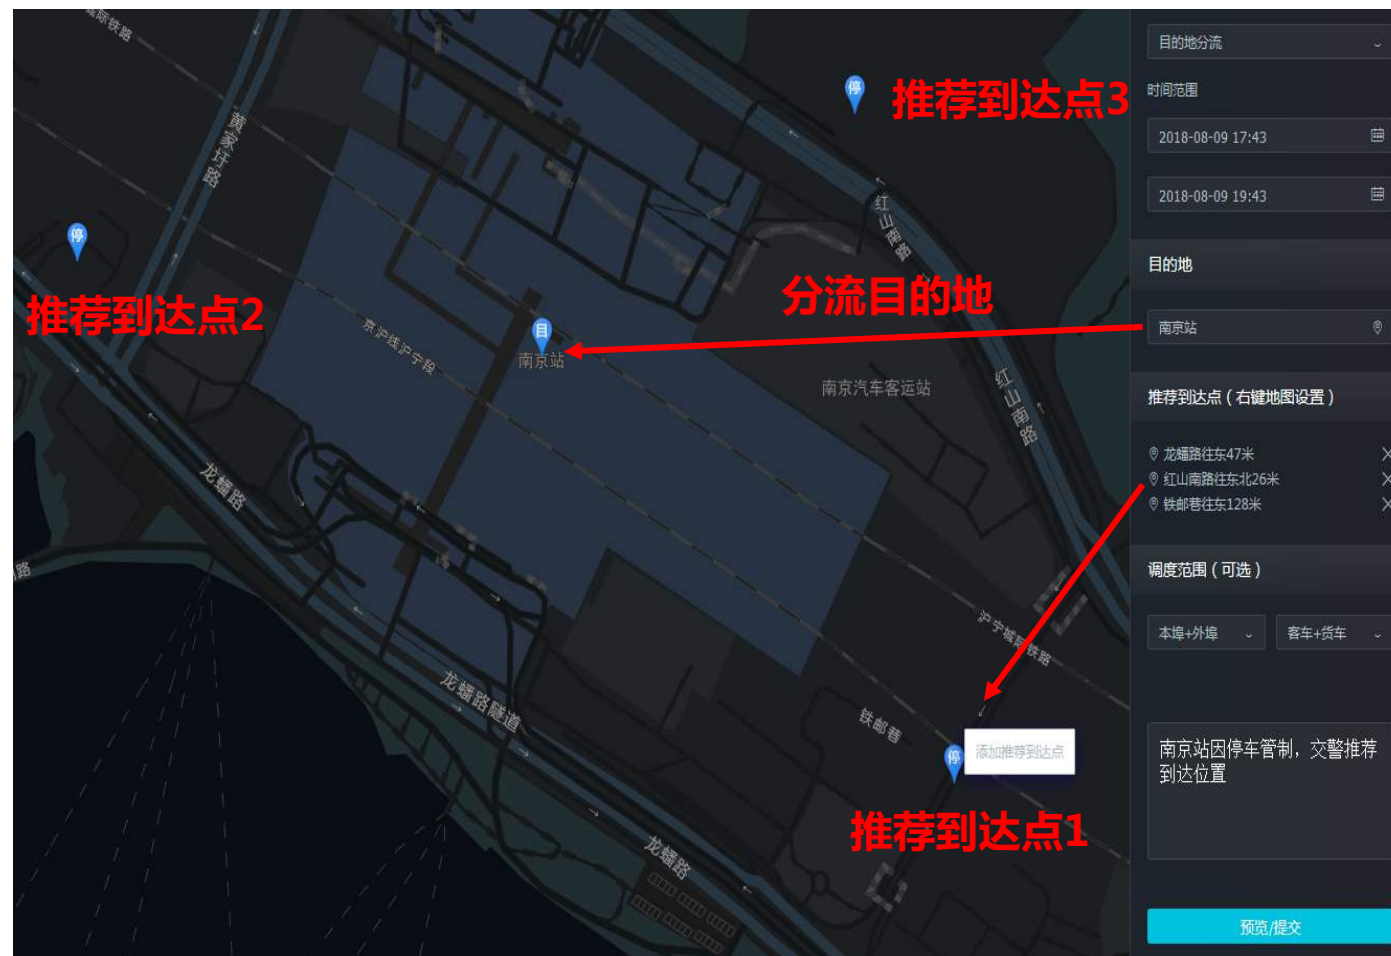 城际铁路
黄家圩路
停
推荐到达点3
红山南路
停
推荐到达点2
分流目的地
目
南京站
京沪线沪宁段
南京汽车客运站
红山南路
龙蟠路
路
沪宁城际铁路
龙蟠路隧道
铁邮巷
停
添加推荐到达点
推荐到达点1
龙蟠路
目的地分流
时间范围
2018-08-09 17:43
2018-08-09 19:43
目的地
南京站
推荐到达点(右键地图设置)
龙蟠路往东47米
红山南路往东北26米
铁邮巷往东128米
调度范围(可选)
本埠+外埠
客车+货车
南京站因停车管制，交警推荐
到达位置
预览/提交